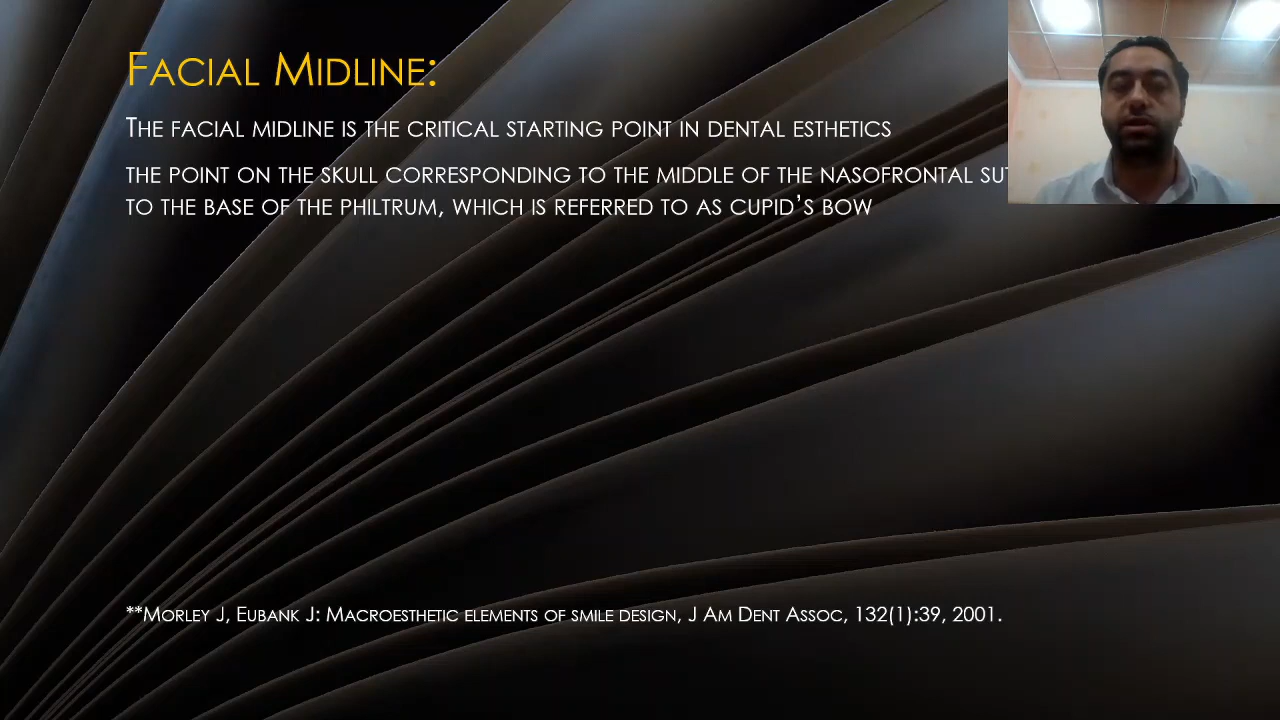 Facial Midline:
The facial midline is the critical starting point in dental esthetics
the point on the skull corresponding to the middle of the nasofrontal
to the base of the philtrum, which is referred to as cupid’s bow
**Morley J, Eubank J: Macroesthetic elements of smile design, J Am Dent Assoc, 132(1):39, 2001.